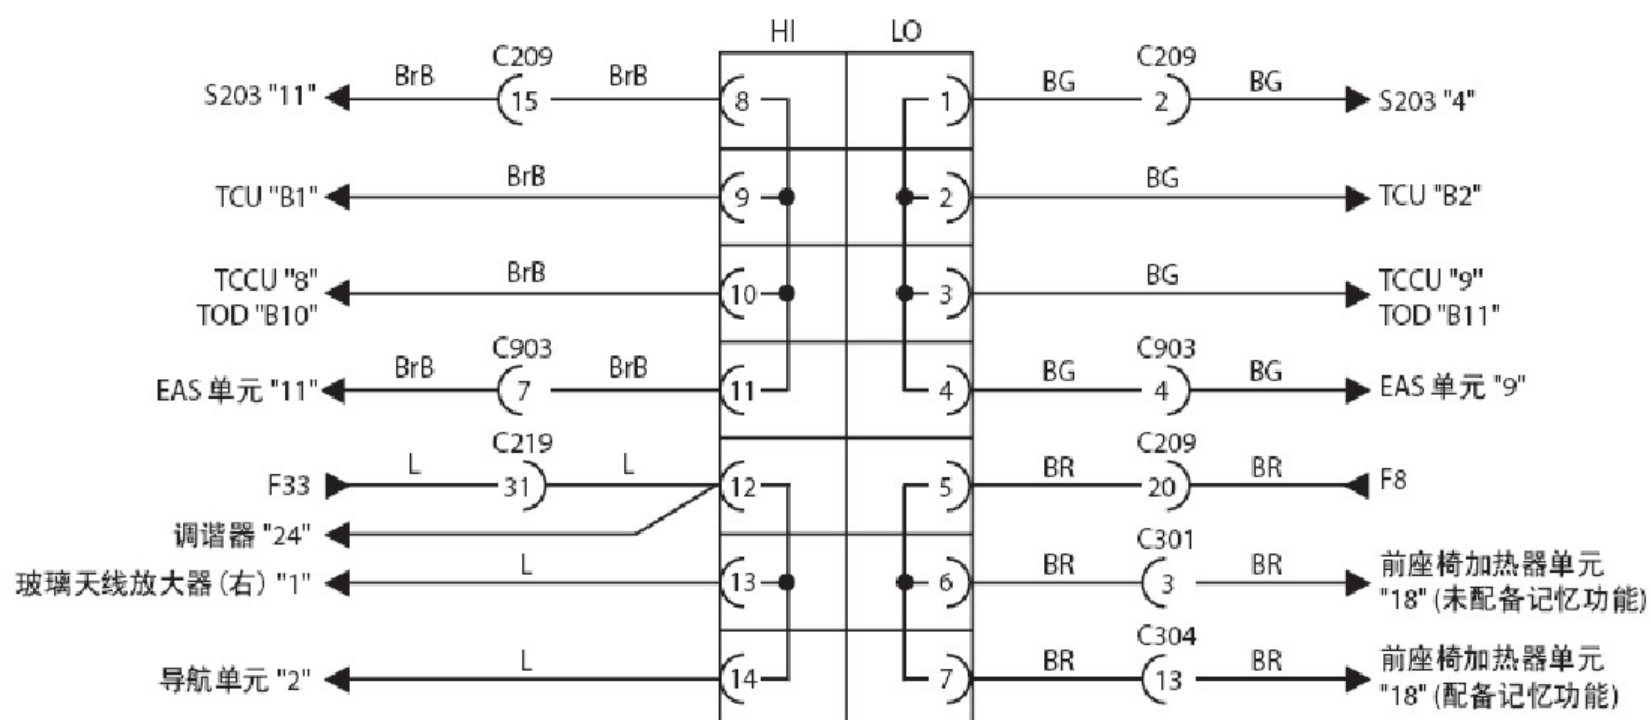 HI LO
C209 C209
S203 "11" BrB 15 BrB 8 1 BG 2 BG S203 "4"
TCU "B1" BrB 9 2 BG TCU "B2"
TCCU "8" BrB 10 3 BG TCCU "9"
TOD "B10" TOD "B11"
C903 C903
EAS 单元 "11" BrB 7 BrB 11 4 BG 4 BG EAS 单元 "9"
C219 C209
F33 L 31 L 12 5 BR 20 BR F8
调谐器 "24"
C301
玻璃天线放大器(右) "1" L 13 6 BR 3 BR 前座椅加热器单元
"18" (未配备记忆功能)
C304
导航单元 "2" L 14 7 BR 13 BR 前座椅加热器单元
"18" (配备记忆功能)